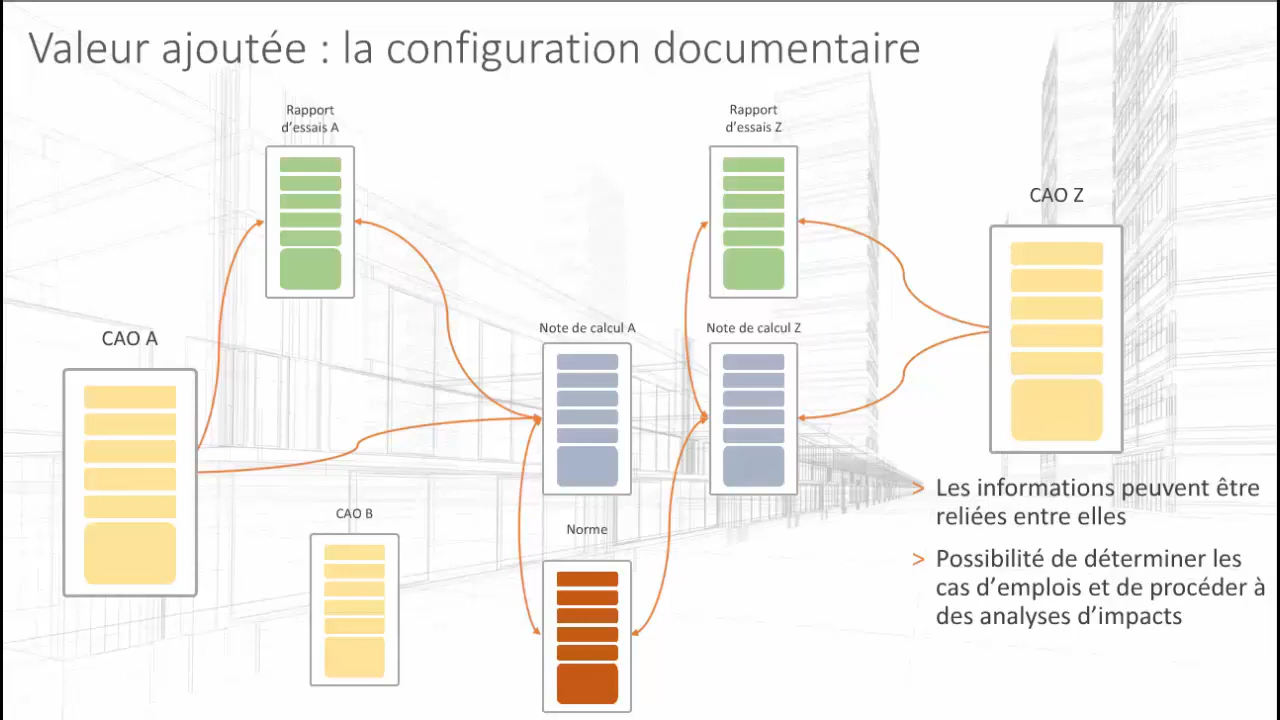 Valeur ajoutée : la configuration documentaire
Rapport
d’essais A
Rapport
d’essais Z
CAO Z
CAO A
Note de calcul A
Note de calcul Z
CAO B
Norme
> Les informations peuvent être
reliées entre elles
> Possibilité de déterminer les
cas d’emplois et de procéder à
des analyses d’impacts